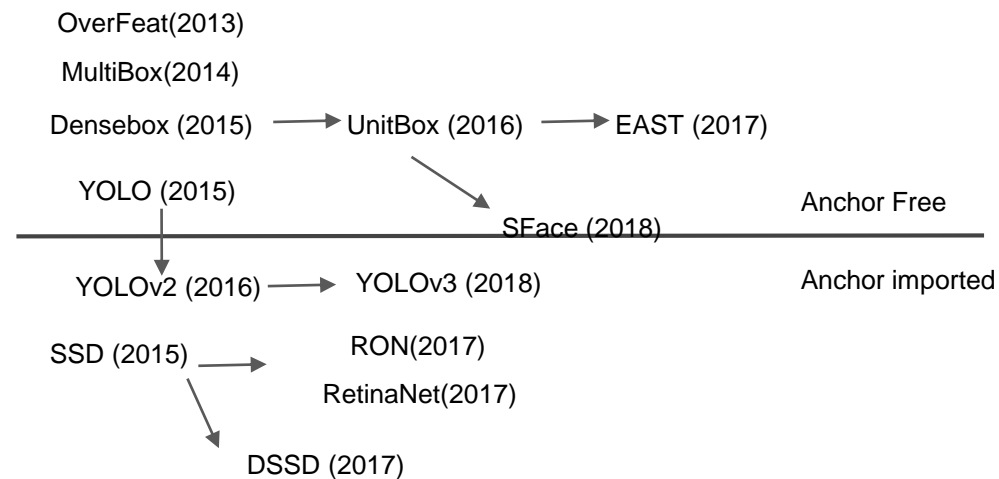 OverFeat(2013)
MultiBox(2014)
Densebox (2015)
UnitBox (2016)
EAST (2017)
YOLO (2015)
Anchor Free
SFace (2018)
YOLOv2 (2016)
YOLOv3 (2018)
Anchor imported
SSD (2015)
RON(2017)
RetinaNet(2017)
DSSD (2017)